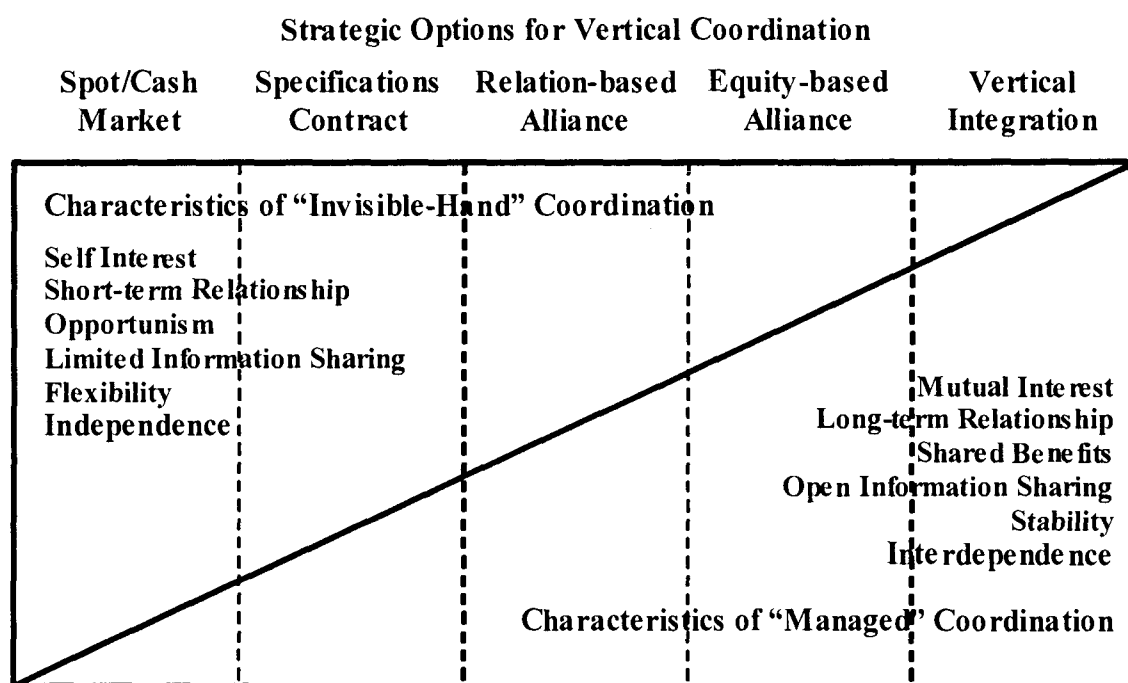 Strategic Options for Vertical Coordination
Spot/Cash Market
Specifications Contract
Relation-based Alliance
Equity-based Alliance
Vertical Integration
Characteristics of “Invisible-Hand” Coordination
Self Interest
Short-term Relationship
Opportunism
Limited Information Sharing
Flexibility
Independence
Mutual Interest
Long-term Relationship
Shared Benefits
Open Information Sharing
Stability
Interdependence
Characteristics of “Managed” Coordination